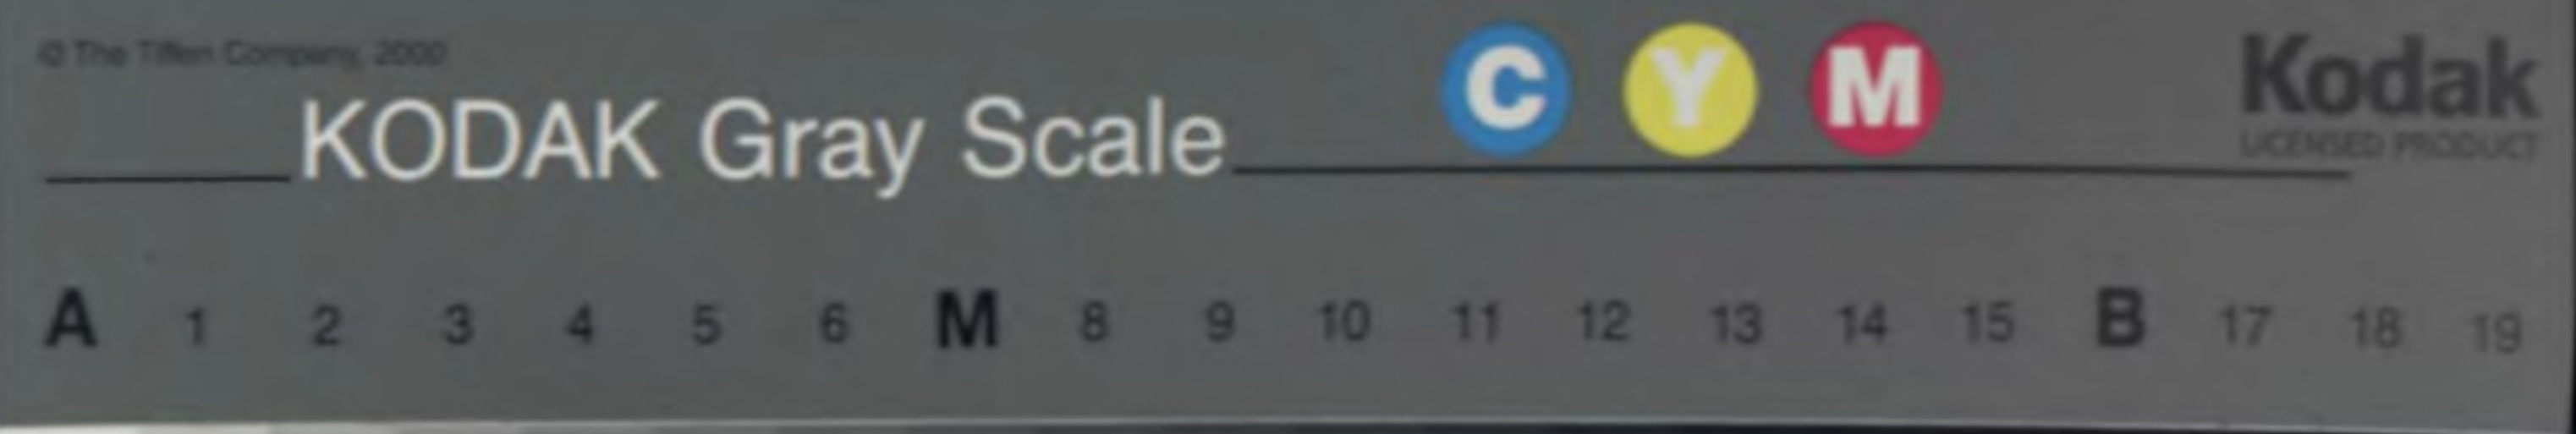 © The Tiffen Company, 2000
KODAK Gray Scale
C Y M
Kodak
LICENSED PRODUCT
A 1 2 3 4 5 6 M 8 9 10 11 12 13 14 15 B 17 18 19